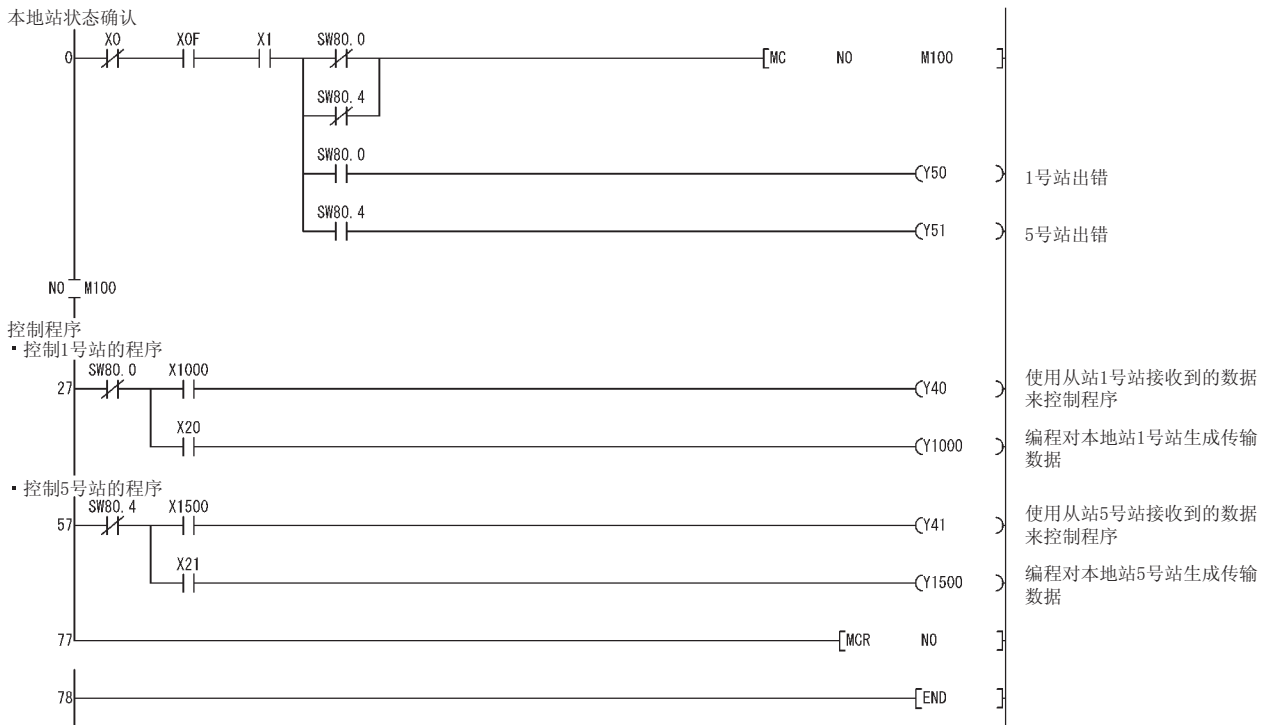 本地站状态确认
X0 X0F X1 SW80.0
0 [MC N0 M100 ]
SW80.4
SW80.0
(Y50 ) 1号站出错
SW80.4
(Y51 ) 5号站出错
N0 M100
控制程序
▪ 控制1号站的程序
SW80.0 X1000
27 (Y40 ) 使用从站1号站接收到的数据
来控制程序
X20
(Y1000 ) 编程对本地站1号站生成传输
数据
▪ 控制5号站的程序
SW80.4 X1500
57 (Y41 ) 使用从站5号站接收到的数据
来控制程序
X21
(Y1500 ) 编程对本地站5号站生成传输
数据
77 [MCR N0 ]
78 [END ]